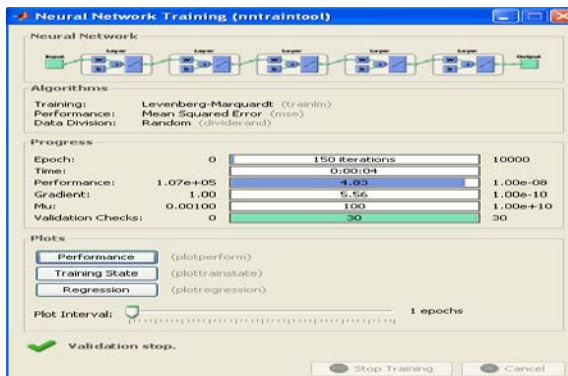 Neural Network Training (nntraintool)
Neural Network
Layer Layer Layer Layer Layer
Input W b + W b + W b + W b + W b + Output
Algorithms
Training: Levenberg-Marquardt (trainlm)
Performance: Mean Squared Error (mse)
Data Division: Random (dividerand)
Progress
Epoch: 0 150 iterations 10000
Time: 0:00:04
Performance: 1.07e+05 4.83 1.00e-08
Gradient: 1.00 5.56 1.00e-10
Mu: 0.00100 100 1.00e+10
Validation Checks: 0 30 30
Plots
Performance (plotperform)
Training State (plottrainstate)
Regression (plotregression)
Plot Interval: 1 epochs
Validation stop.
Stop Training Cancel